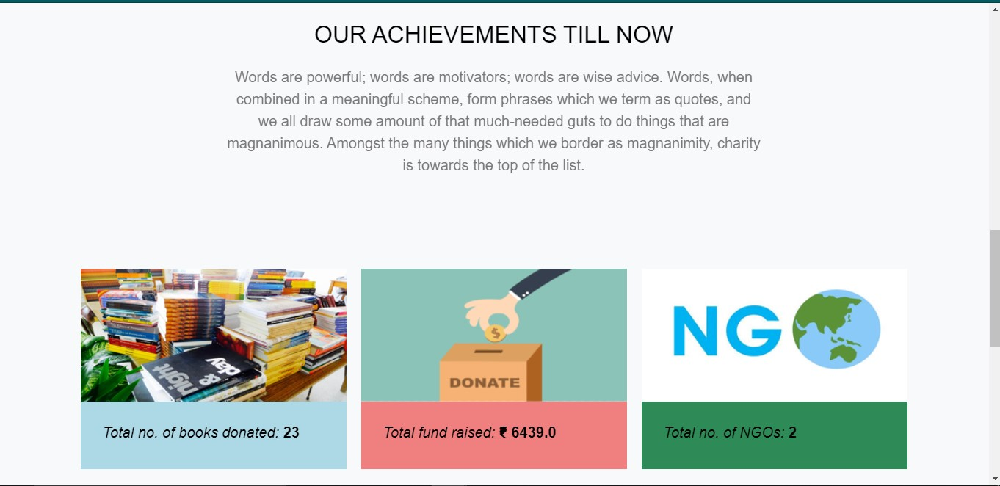 OUR ACHIEVEMENTS TILL NOW
Words are powerful; words are motivators; words are wise advice. Words, when
combined in a meaningful scheme, form phrases which we term as quotes, and
we all draw some amount of that much-needed guts to do things that are
magnanimous. Amongst the many things which we border as magnanimity, charity
is towards the top of the list.
night
& day
$
DONATE
NG
Total no. of books donated: 23
Total fund raised: ₹ 6439.0
Total no. of NGOs: 2